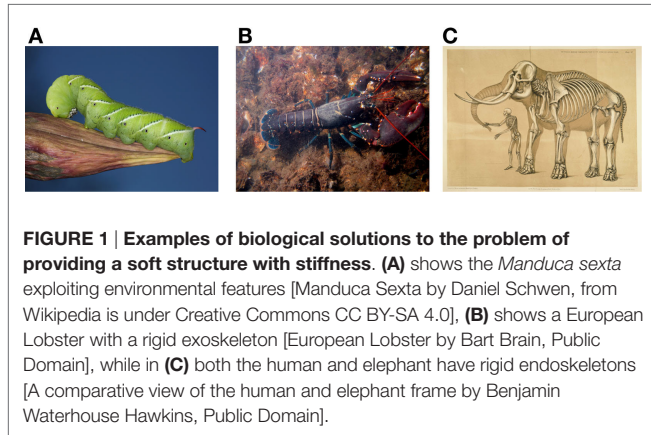 A
B
C
FIGURE 1 | Examples of biological solutions to the problem of
providing a soft structure with stiffness. (A) shows the Manduca sexta
exploiting environmental features [Manduca Sexta by Daniel Schwen, from
Wikipedia is under Creative Commons CC BY-SA 4.0], (B) shows a European
Lobster with a rigid exoskeleton [European Lobster by Bart Brain, Public
Domain], while in (C) both the human and elephant have rigid endoskeletons
[A comparative view of the human and elephant frame by Benjamin
Waterhouse Hawkins, Public Domain].